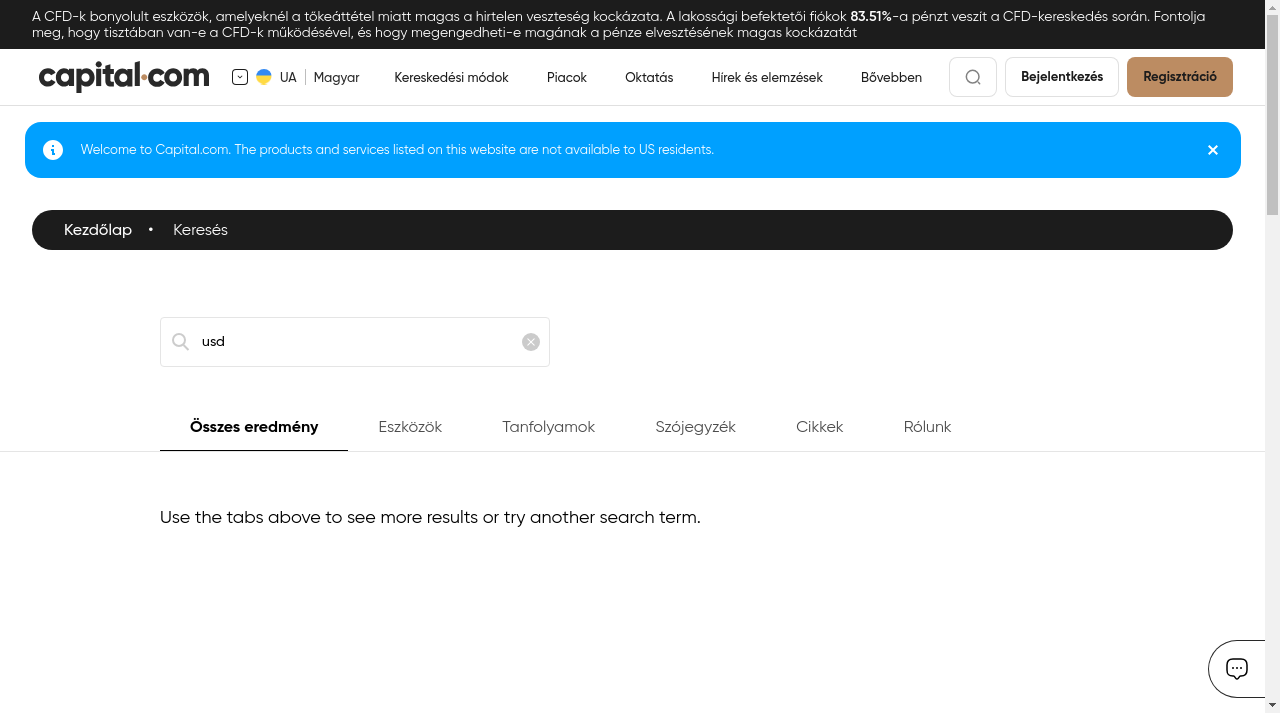 A CFD-k bonyolult eszközök, amelyeknél a tőkeáttétel miatt magas a hirtelen veszteség kockázata. A lakossági befektetői fiókok 83.51%-a pénzt veszít a CFD-kereskedés során. Fontolja
meg, hogy tisztában van-e a CFD-k működésével, és hogy megengedheti-e magának a pénze elvesztésének magas kockázatát
capital.com
UA
Magyar
Kereskedési módok
Piacok
Oktatás
Hírek és elemzések
Bővebben
Bejelentkezés
Regisztráció
Welcome to Capital.com. The products and services listed on this website are not available to US residents.
Kezdőlap
Keresés
usd
Összes eredmény
Eszközök
Tanfolyamok
Szójegyzék
Cikkek
Rólunk
Use the tabs above to see more results or try another search term.